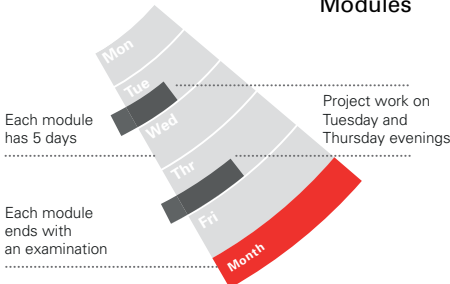 Modules
Mon
Tue
Wed
Thr
Fri
Month
Each module
has 5 days
Project work on
Tuesday and
Thursday evenings
Each module
ends with
an examination